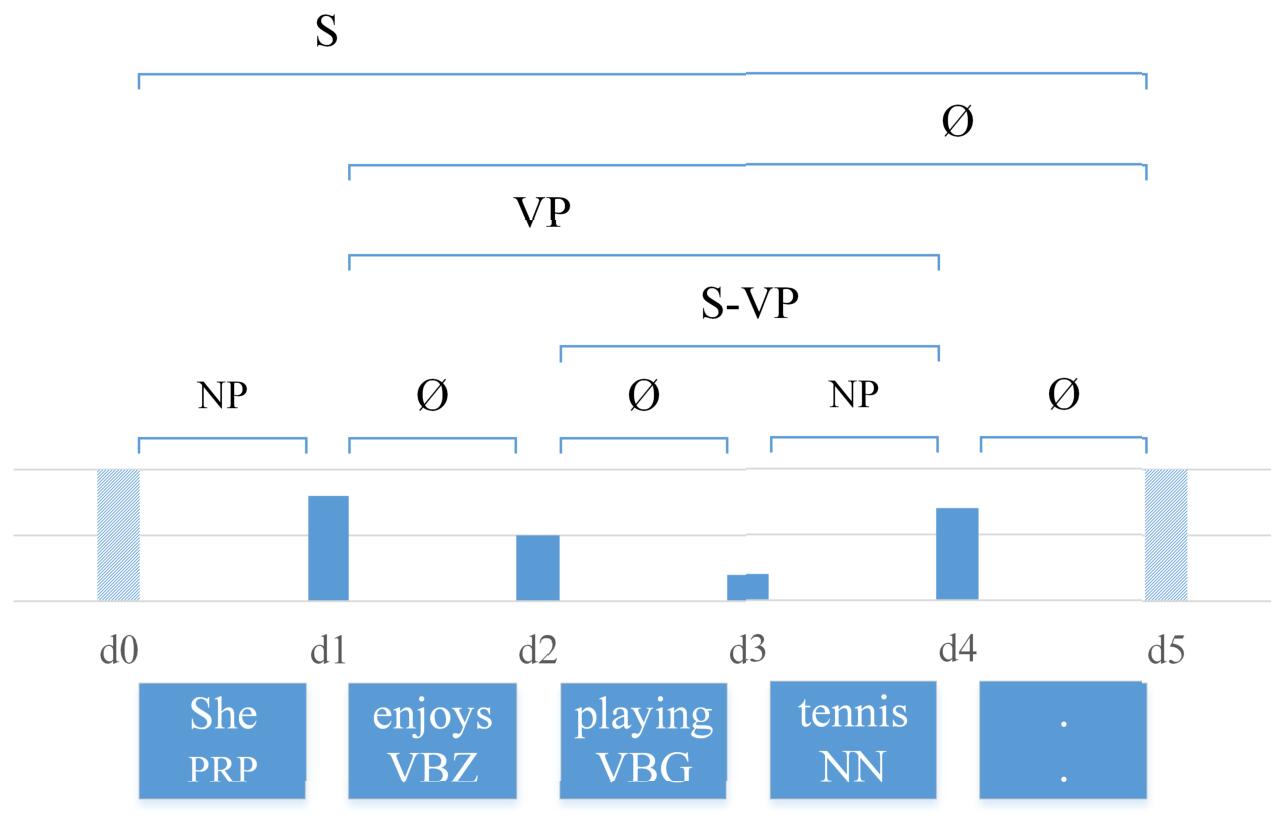 S
Ø
VP
S-VP
NP Ø Ø NP Ø
d0 d1 d2 d3 d4 d5
She enjoys playing tennis .
PRP VBZ VBG NN .